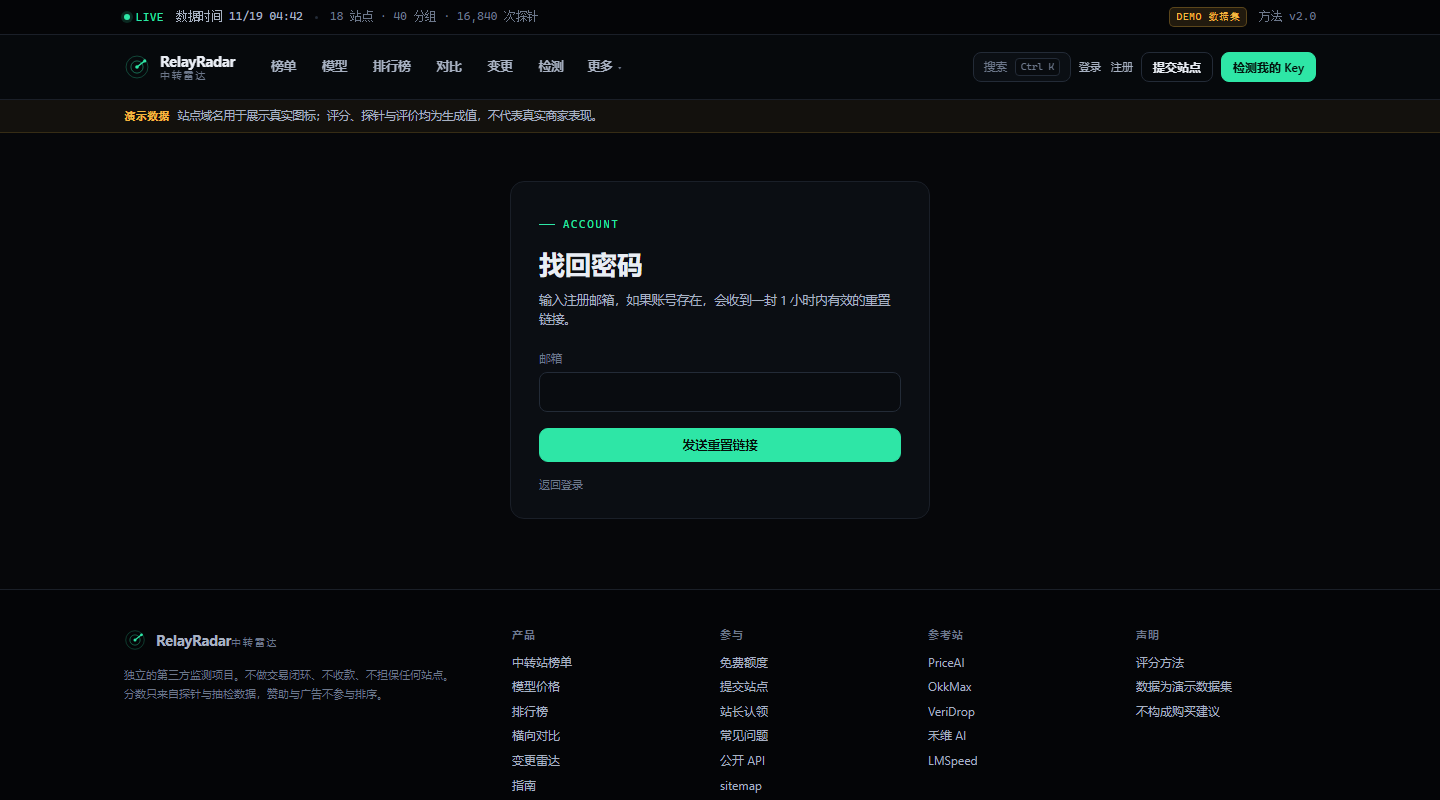 LIVE 数据时间 11/19 04:42 · 18 站点 · 40 分组 · 16,840 次探针 DEMO 数据集 方法 v2.0
RelayRadar
中转雷达
榜单 模型 排行榜 对比 变更 检测 更多
搜索 Ctrl K 登录 注册 提交站点 检测我的 Key
演示数据 站点域名用于展示真实图标；评分、探针与评价均为生成值，不代表真实商家表现。
ACCOUNT
找回密码
输入注册邮箱，如果账号存在，会收到一封 1 小时内有效的重置
链接。
邮箱
发送重置链接
返回登录
RelayRadar中转雷达
独立的第三方监测项目。不做交易闭环、不收款、不担保任何站点。
分数只来自探针与抽检数据，赞助与广告不参与排序。
产品
中转站榜单
模型价格
排行榜
横向对比
变更雷达
指南
参与
免费额度
提交站点
站长认领
常见问题
公开 API
sitemap
参考站
PriceAI
OkkMax
VeriDrop
禾维 AI
LMSpeed
声明
评分方法
数据为演示数据集
不构成购买建议